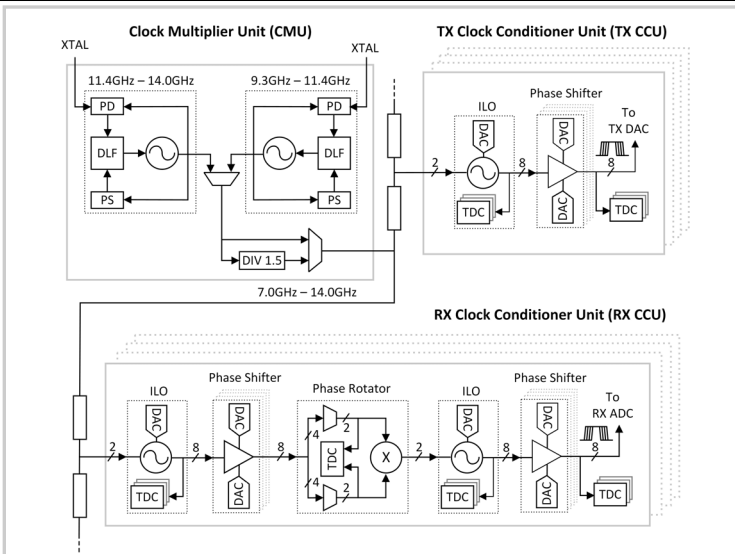 Clock Multiplier Unit (CMU)
TX Clock Conditioner Unit (TX CCU)
XTAL
XTAL
11.4GHz – 14.0GHz
9.3GHz – 11.4GHz
PD
PD
DLF
DLF
PS
PS
DIV 1.5
7.0GHz – 14.0GHz
Phase Shifter
ILO
To
TX DAC
DAC
DAC
2
8
8
TDC
DAC
TDC
RX Clock Conditioner Unit (RX CCU)
ILO
Phase Shifter
Phase Rotator
ILO
Phase Shifter
To
RX ADC
DAC
DAC
DAC
DAC
2
8
8
4
2
TDC
X
2
8
8
4
2
TDC
DAC
TDC
DAC
TDC